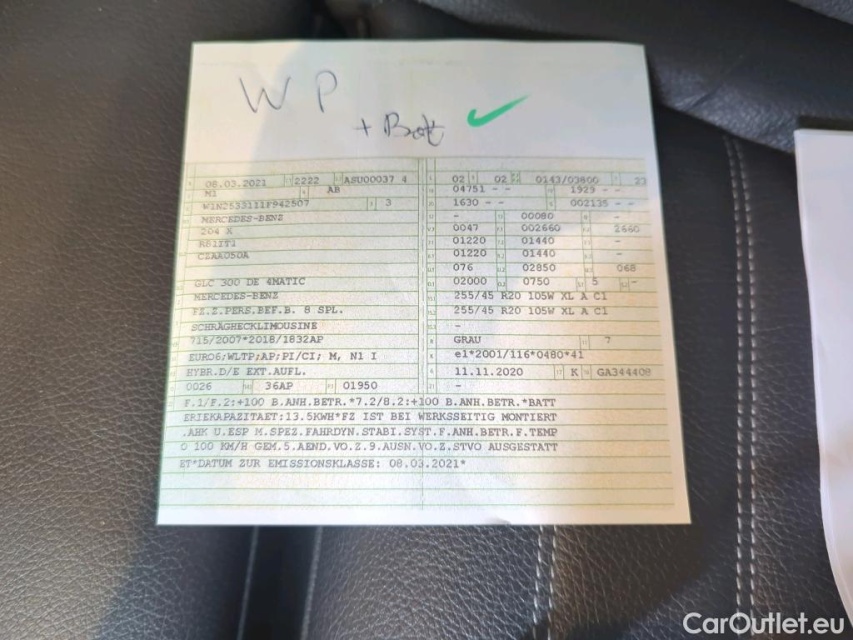 W P
+ Batt
08.03.2021 2222 ASU00037 4
M1 AB
W1N2533111F942507 3
MERCEDES-BENZ
204 X
R81IT1
CZAA050A
GLC 300 DE 4MATIC
MERCEDES-BENZ
FZ.Z.PERS.BEF.B. 8 SPL.
SCHRÄGHECKLIMOUSINE
715/2007*2018/1832AP
EURO6;WLTP;AP;PI/CI; M, N1 I
HYBR.D/E EXT.AUFL.
0026 36AP 01950
02 02 0143/03800 23
04751 - - 1929 - -
1630 - - 002135 - -
- 00080 -
0047 002660 2660
01220 01440 -
01220 01440 -
076 02850 068
02000 0750 5 -
255/45 R20 105W XL A C1
255/45 R20 105W XL A C1
-
GRAU 7
e1*2001/116*0480*41
11.11.2020 K GA344408
-
F.1/F.2:+100 B.ANH.BETR.*7.2/8.2:+100 B.ANH.BETR.*BATT
ERIEKAPAZITAET:13.5KWH*FZ IST BEI WERKSSEITIG MONTIERT
.AHK U.ESP M.SPEZ.FAHRDYN.STABI.SYST.F.ANH.BETR.F.TEMP
O 100 KM/H GEM.5.AEND.VO.Z.9.AUSN.VO.Z.STVO AUSGESTATT
ET*DATUM ZUR EMISSIONSKLASSE: 08.03.2021*
CarOutlet.eu